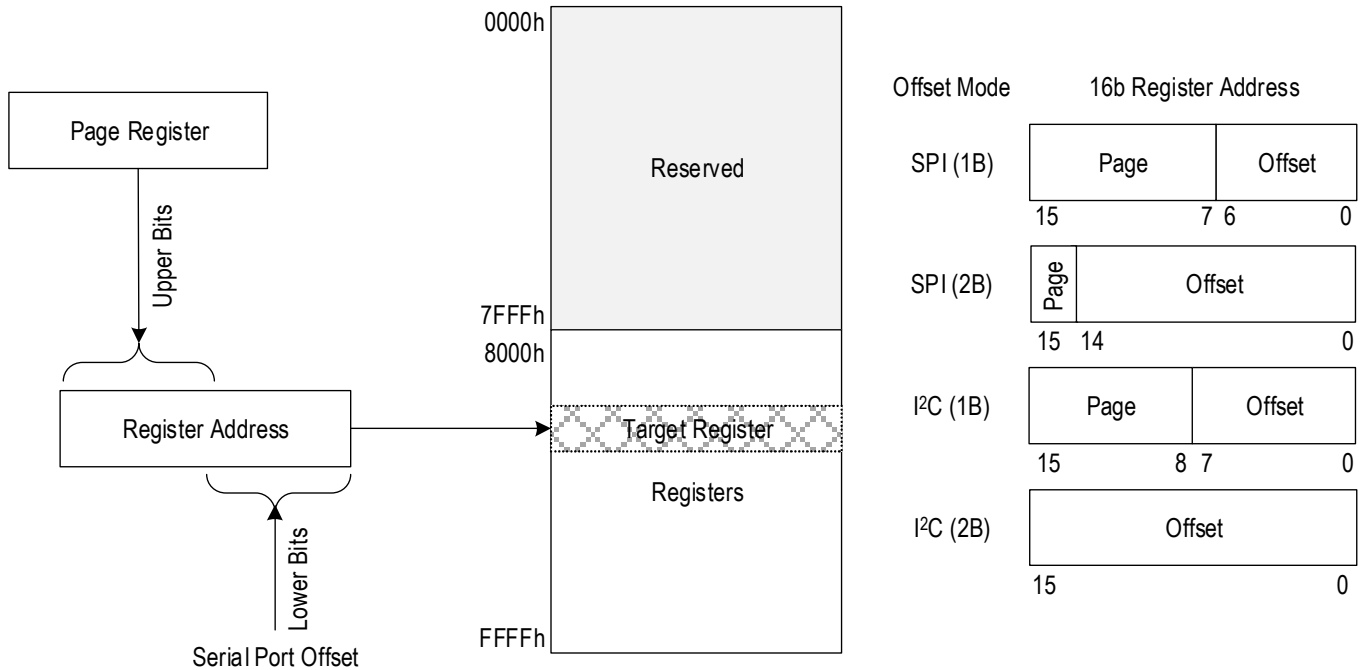 Page Register
Upper Bits
Register Address
Lower Bits
Serial Port Offset
0000h
Reserved
7FFFh
8000h
Target Register
Registers
FFFFh
Offset Mode 16b Register Address
SPI (1B) Page Offset
15 7 6 0
SPI (2B) Page Offset
15 14 0
I²C (1B) Page Offset
15 8 7 0
I²C (2B) Offset
15 0